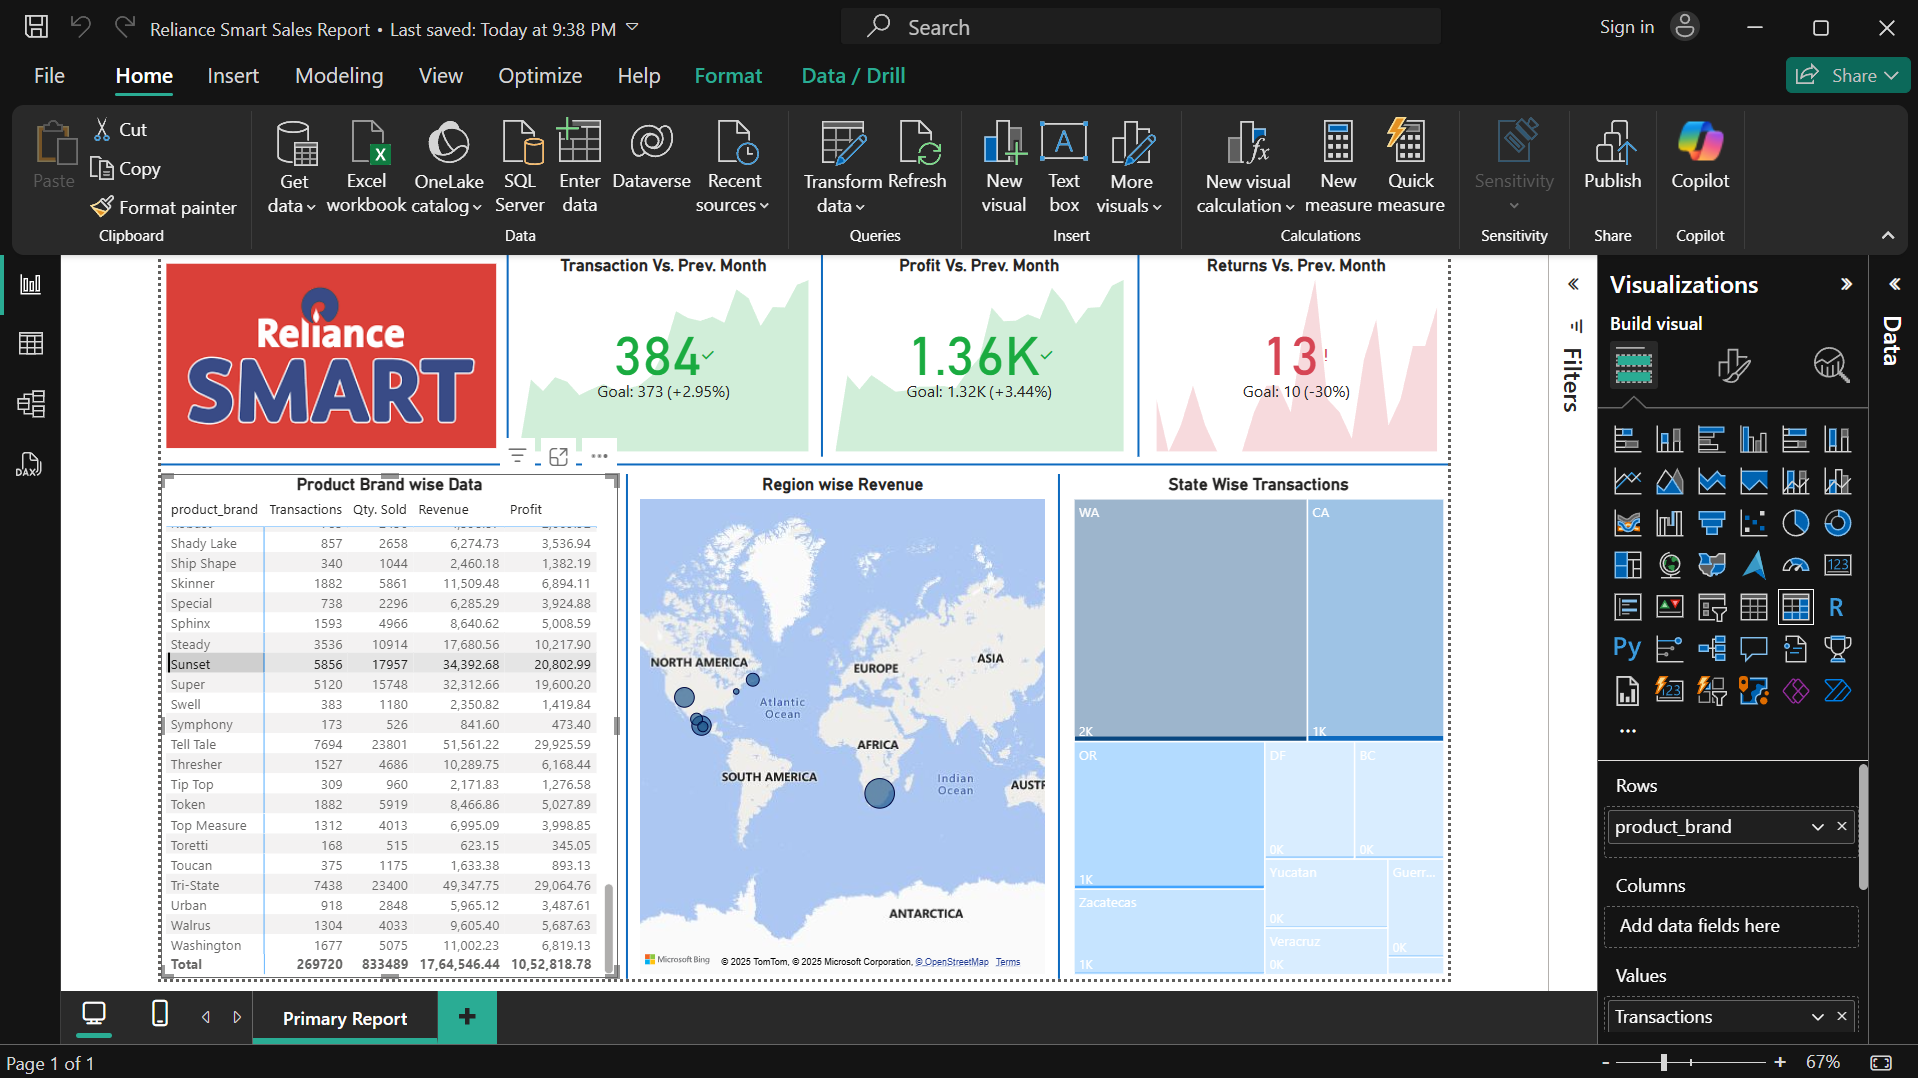 Reliance Smart Sales Report • Last saved: Today at 9:38 PM
Search
Sign in
File Home Insert Modeling View Optimize Help Format Data / Drill
Share
Paste
Cut
Copy
Format painter
Clipboard
Get data
Excel workbook
OneLake catalog
SQL Server
Enter data
Dataverse
Recent sources
Data
Transform data
Refresh
Queries
New visual
Text box
More visuals
Insert
New visual calculation
New measure
Quick measure
Calculations
Sensitivity
Sensitivity
Publish
Share
Copilot
Copilot
DAX
Reliance
SMART
Transaction Vs. Prev. Month
384
Goal: 373 (+2.95%)
Profit Vs. Prev. Month
1.36K
Goal: 1.32K (+3.44%)
Returns Vs. Prev. Month
13!
Goal: 10 (-30%)
Product Brand wise Data
product_brand Transactions Qty. Sold Revenue Profit
Shady Lake 857 2658 6,274.73 3,536.94
Ship Shape 340 1044 2,460.18 1,382.19
Skinner 1882 5861 11,509.48 6,894.11
Special 738 2296 6,285.29 3,924.88
Sphinx 1593 4966 8,640.62 5,008.59
Steady 3536 10914 17,680.56 10,217.90
Sunset 5856 17957 34,392.68 20,802.99
Super 5120 15748 32,312.66 19,600.20
Swell 383 1180 2,350.82 1,419.84
Symphony 173 526 841.60 473.40
Tell Tale 7694 23801 51,561.22 29,925.59
Thresher 1527 4686 10,289.75 6,168.44
Tip Top 309 960 2,171.83 1,276.58
Token 1882 5919 8,466.86 5,027.89
Top Measure 1312 4013 6,995.09 3,998.85
Toretti 168 515 623.15 345.05
Toucan 375 1175 1,633.38 893.13
Tri-State 7438 23400 49,347.75 29,064.76
Urban 918 2848 5,965.12 3,487.61
Walrus 1304 4033 9,605.40 5,687.63
Washington 1677 5075 11,002.23 6,819.13
Total 269720 833489 17,64,546.44 10,52,818.78
Region wise Revenue
NORTH AMERICA
EUROPE
ASIA
Atlantic
Ocean
AFRICA
SOUTH AMERICA
Indian
Ocean
AUSTR
ANTARCTICA
Microsoft Bing
© 2025 TomTom, © 2025 Microsoft Corporation, © OpenStreetMap Terms
State Wise Transactions
WA
2K
CA
1K
OR
1K
DF
0K
BC
0K
Zacatecas
1K
Yucatan
0K
Guerr...
0K
Veracruz
0K
Filters
Visualizations
Build visual
123
R
Py
123
Rows
product_brand
Columns
Add data fields here
Values
Transactions
Data
Primary Report
Page 1 of 1
- + 67%